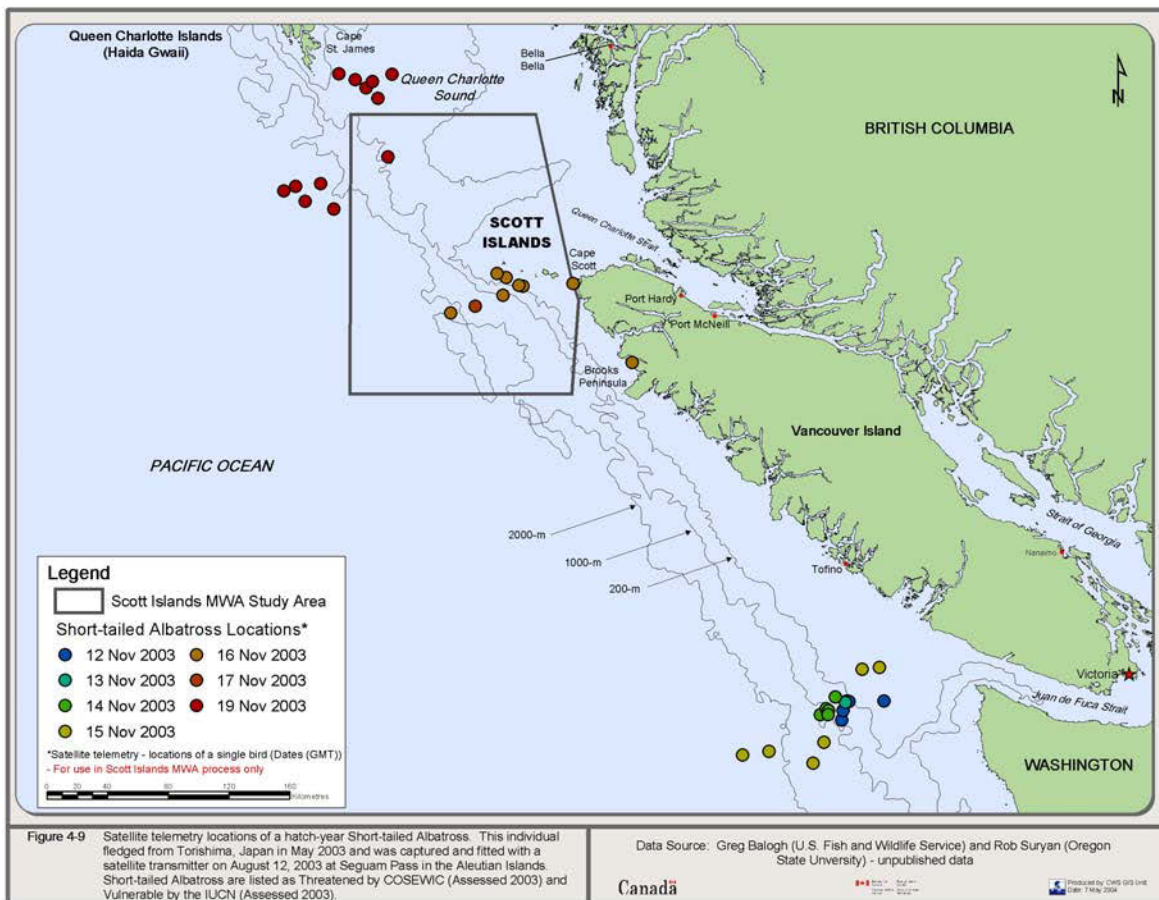 Queen Charlotte Islands
(Haida Gwaii)
Cape
St. James
Queen Charlotte
Sound
Bella
Bella
N
BRITISH COLUMBIA
SCOTT
ISLANDS
Queen Charlotte Strait
Cape
Scott
Port Hardy
Port McNeill
Brooks
Peninsula
Vancouver Island
PACIFIC OCEAN
2000-m
1000-m
200-m
Strait of Georgia
Nanaimo
Tofino
Victoria
Juan de Fuca Strait
WASHINGTON
Legend
Scott Islands MWA Study Area
Short-tailed Albatross Locations*
12 Nov 2003
16 Nov 2003
13 Nov 2003
17 Nov 2003
14 Nov 2003
19 Nov 2003
15 Nov 2003
*Satellite telemetry - locations of a single bird (Dates (GMT))
- For use in Scott Islands MWA process only
0 40 80 120 160
Kilometres
Figure 4-9 Satellite telemetry locations of a hatch-year Short-tailed Albatross. This individual
fledged from Torishima, Japan in May 2003 and was captured and fitted with a
satellite transmitter on August 12, 2003 at Seguam Pass in the Aleutian Islands.
Short-tailed Albatross are listed as Threatened by COSEWIC (Assessed 2003) and
Vulnerable by the IUCN (Assessed 2003).
Data Source: Greg Balogh (U.S. Fish and Wildlife Service) and Rob Suryan (Oregon
State University) - unpublished data
Canada
Produced by: CWS GIS Unit
Date: 7 May 2004